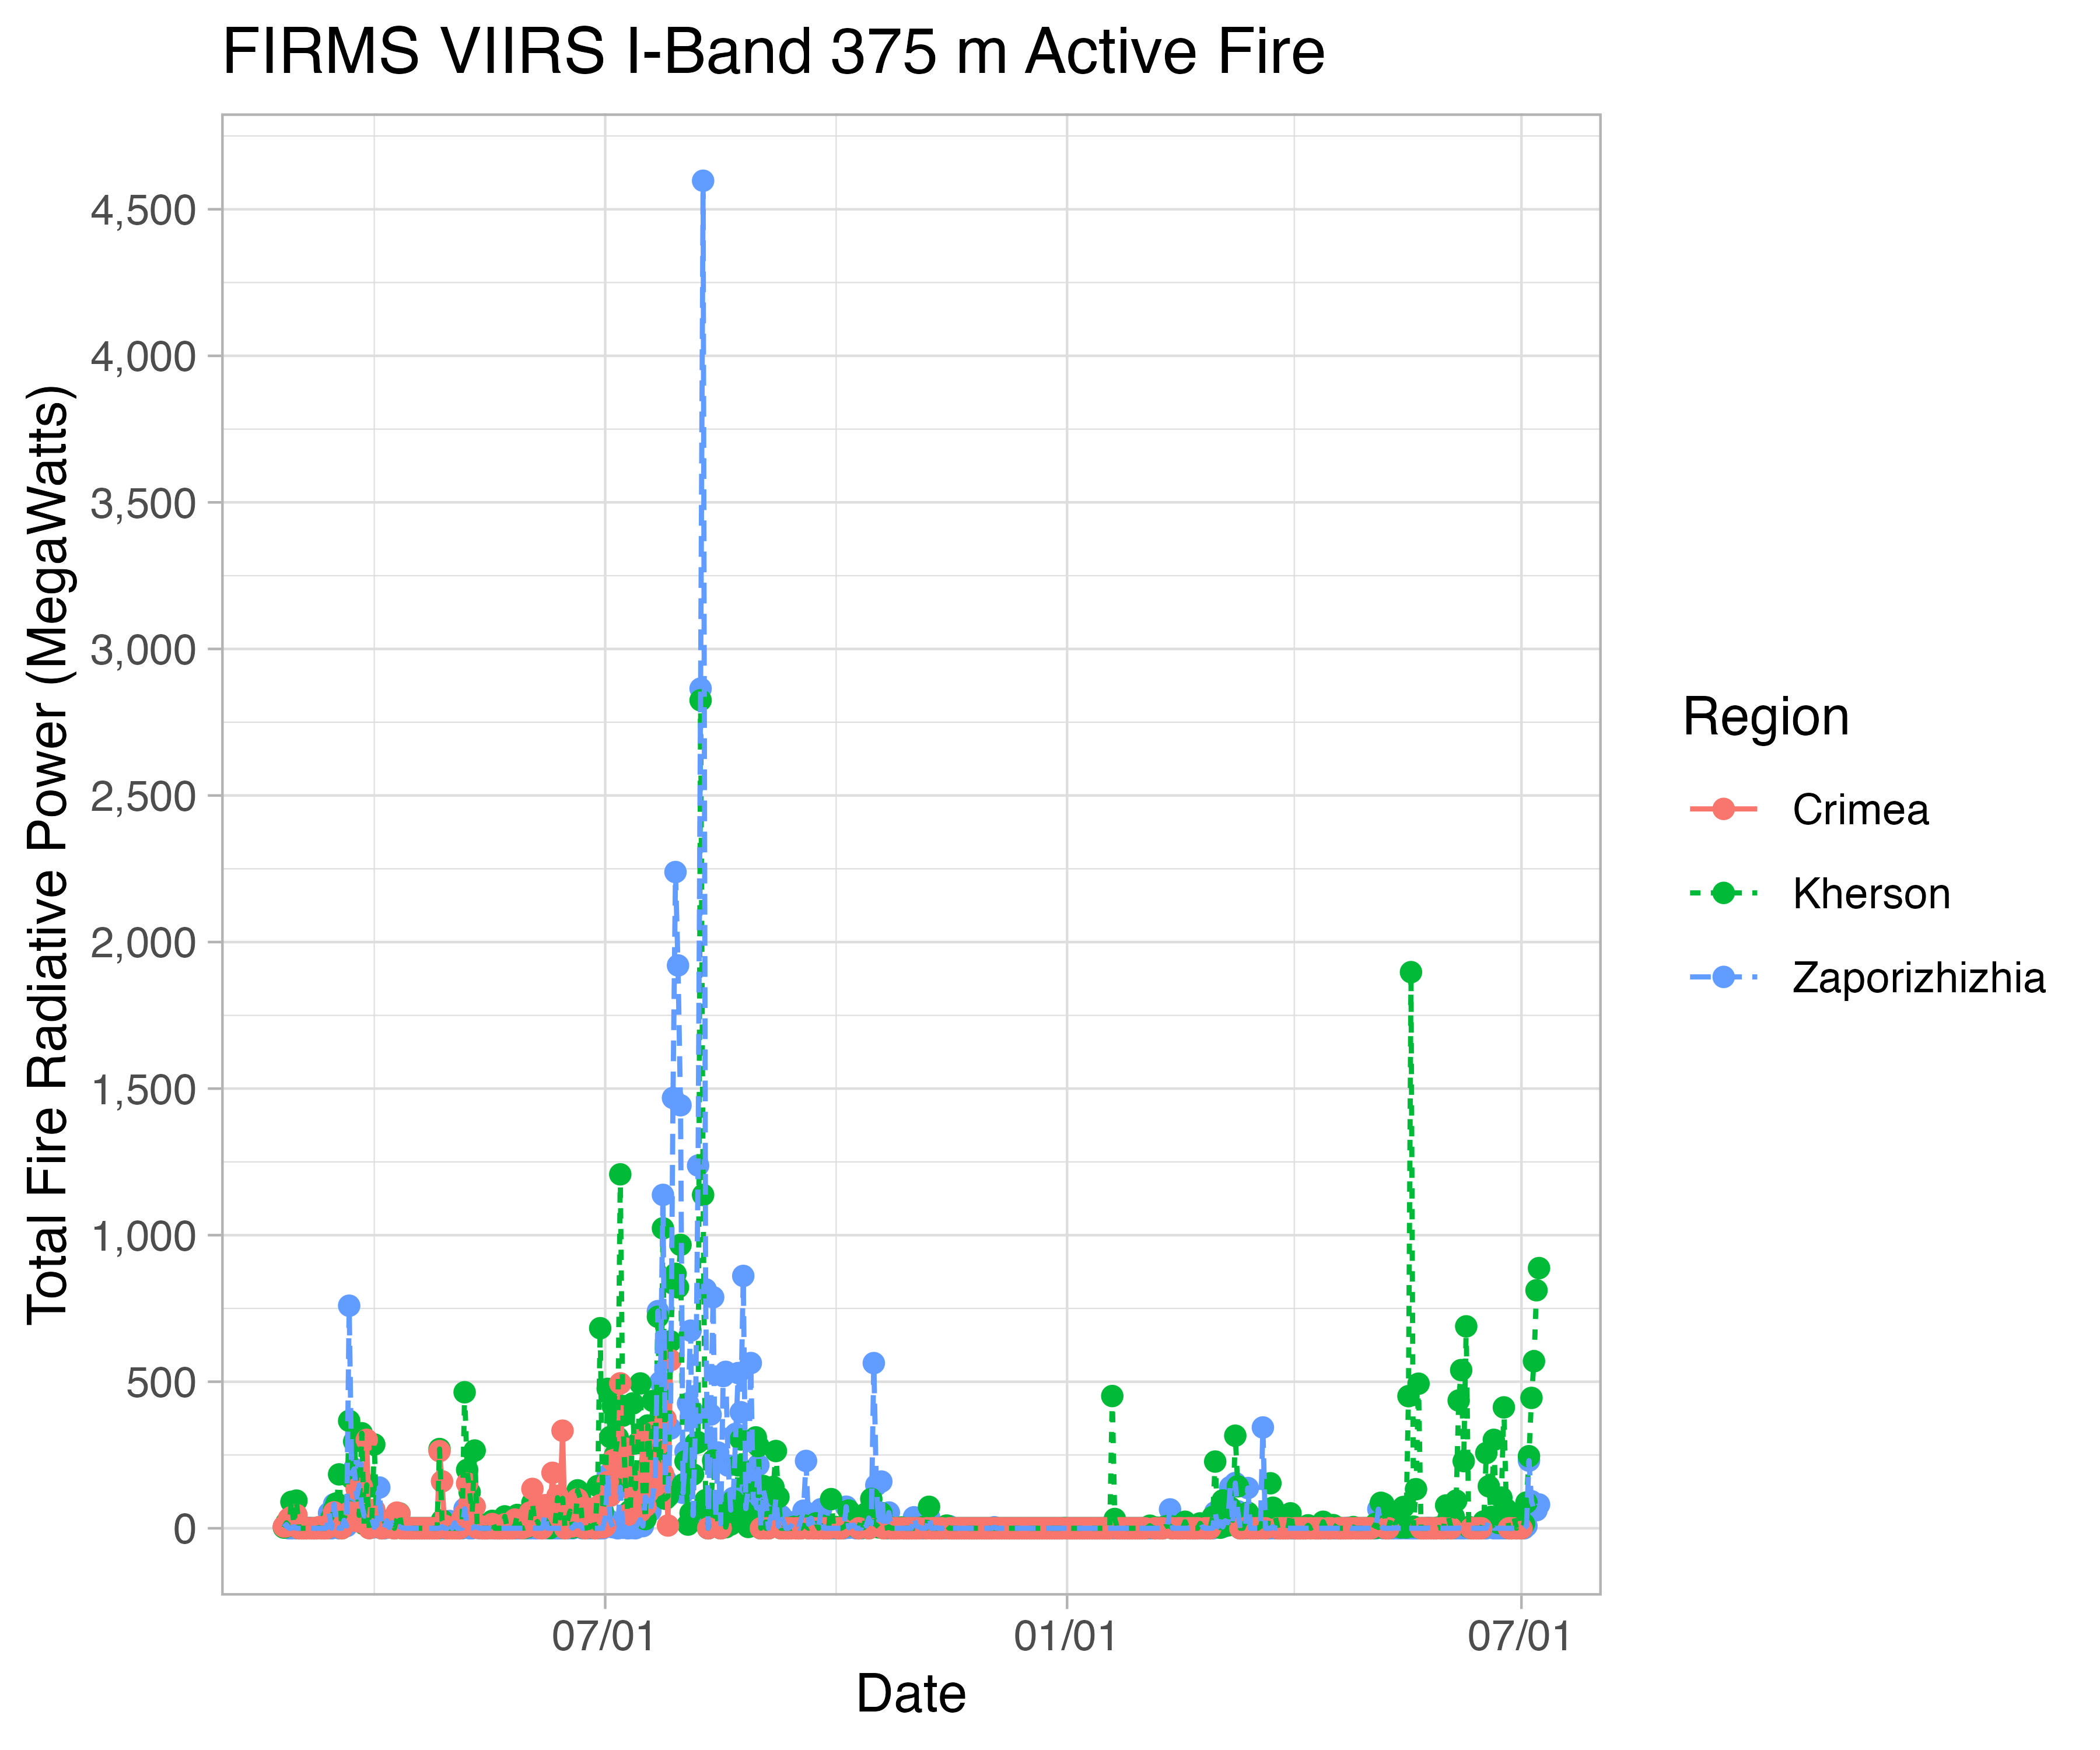 FIRMS VIIRS I-Band 375 m Active Fire
Total Fire Radiative Power (MegaWatts)
4,500
4,000
3,500
3,000
2,500
2,000
1,500
1,000
500
0
07/01
01/01
07/01
Date
Region
Crimea
Kherson
Zaporizhizhia